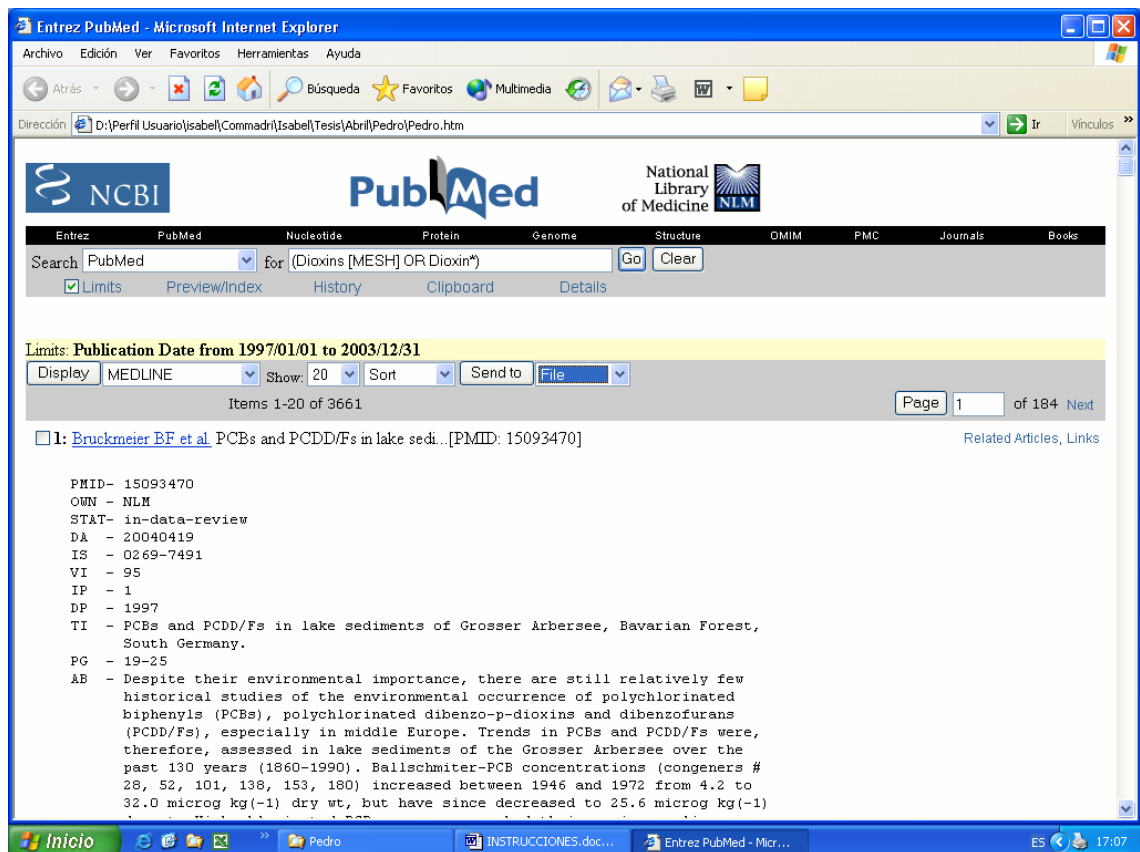 Entrez PubMed - Microsoft Internet Explorer
Archivo Edición Ver Favoritos Herramientas Ayuda
Atrás Búsqueda Favoritos Multimedia
Dirección D:\Perfil Usuario\isabel\Commadri\Isabel\Tesis\Abril\Pedro\Pedro.htm Ir Vínculos »
NCBI PubMed National
Library
of Medicine NLM
Entrez PubMed Nucleotide Protein Genome Structure OMIM PMC Journals Books
Search PubMed for (Dioxins [MESH] OR Dioxin*) Go Clear
Limits Preview/Index History Clipboard Details
Limits: Publication Date from 1997/01/01 to 2003/12/31
Display MEDLINE Show: 20 Sort Send to File
Items 1-20 of 3661 Page 1 of 184 Next
1: Bruckmeier BF et al. PCBs and PCDD/Fs in lake sedi...[PMID: 15093470] Related Articles, Links
PMID- 15093470
OWN - NLM
STAT- in-data-review
DA - 20040419
IS - 0269-7491
VI - 95
IP - 1
DP - 1997
TI - PCBs and PCDD/Fs in lake sediments of Grosser Arbersee, Bavarian Forest,
South Germany.
PG - 19-25
AB - Despite their environmental importance, there are still relatively few
historical studies of the environmental occurrence of polychlorinated
biphenyls (PCBs), polychlorinated dibenzo-p-dioxins and dibenzofurans
(PCDD/Fs), especially in middle Europe. Trends in PCBs and PCDD/Fs were,
therefore, assessed in lake sediments of the Grosser Arbersee over the
past 130 years (1860-1990). Ballschmiter-PCB concentrations (congeners #
28, 52, 101, 138, 153, 180) increased between 1946 and 1972 from 4.2 to
32.0 microg kg(-1) dry wt, but have since decreased to 25.6 microg kg(-1)
Inicio » Pedro INSTRUCCIONES.doc... Entrez PubMed - Micr... ES 17:07